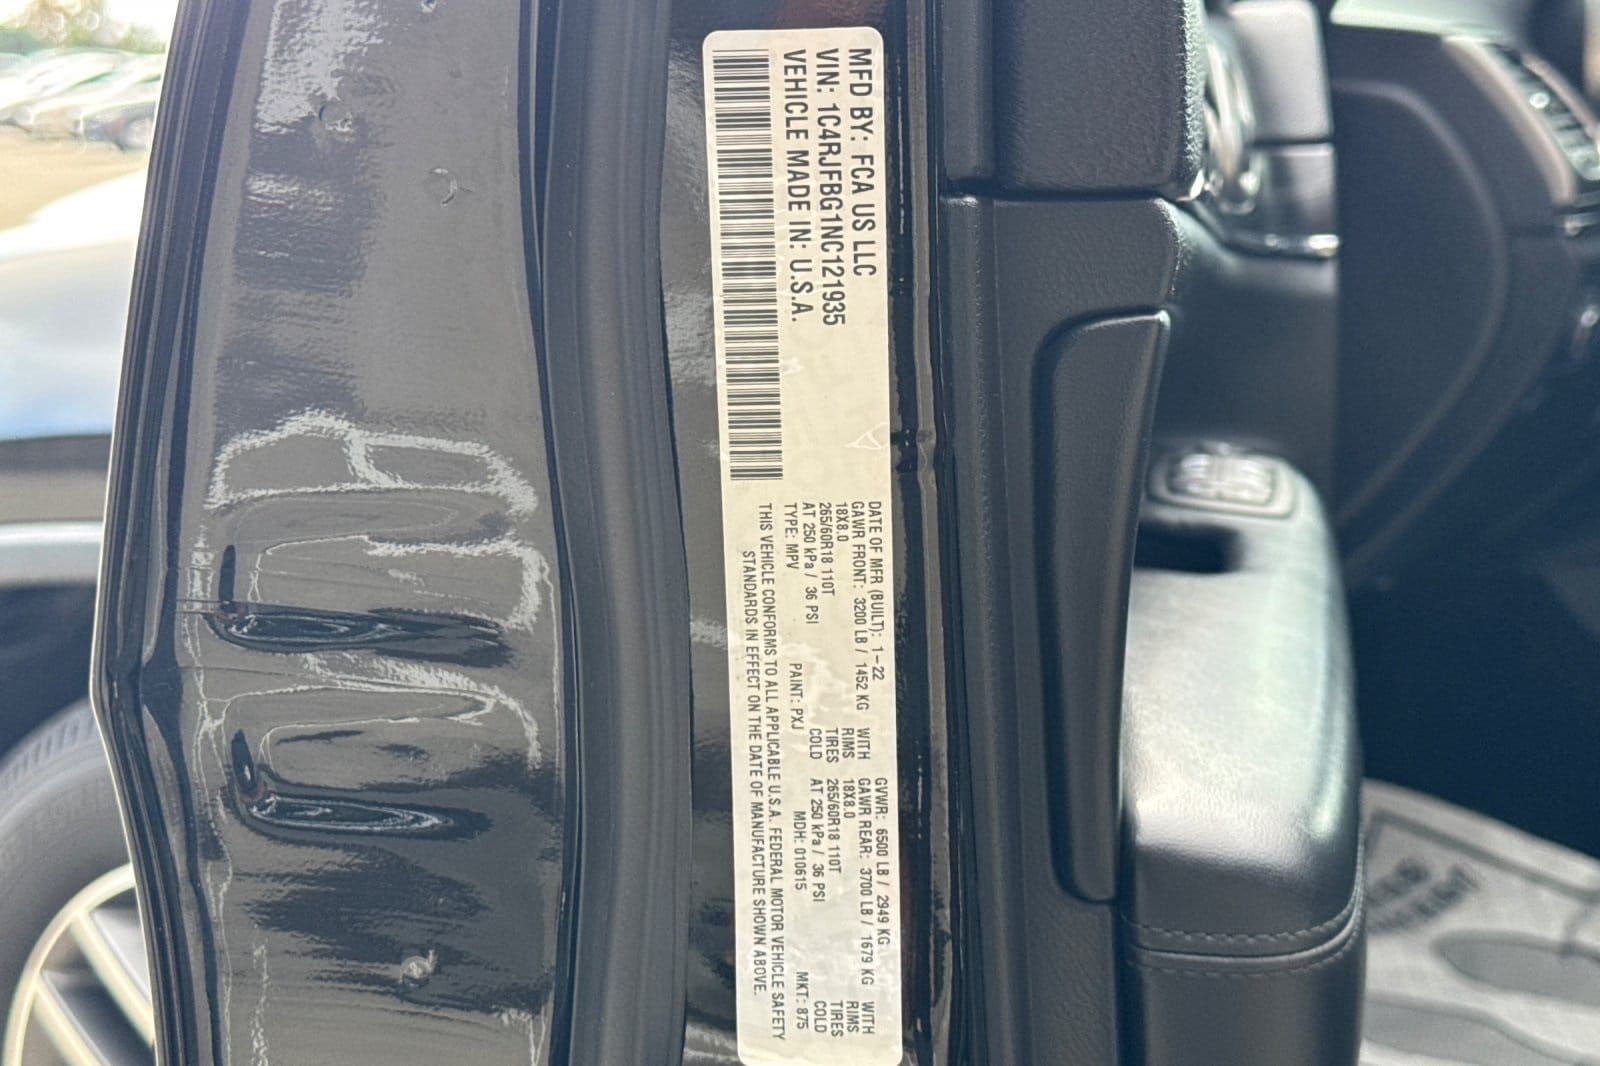 MFD BY: FCA US LLC
VIN: 1C4RJFBG1NC121935
VEHICLE MADE IN: U.S.A.
DATE OF MFR (BUILT): 1-22 GVWR: 6500 LB / 2949 KG
GAWR FRONT: 3200 LB / 1452 KG WITH GAWR REAR: 3700 LB / 1679 KG WITH
18X8.0 RIMS 18X8.0 RIMS
265/60R18 110T TIRES 265/60R18 110T TIRES
AT 250 kPa / 36 PSI COLD AT 250 kPa / 36 PSI COLD
TYPE: MPV PAINT: PXJ MDH: 010615 MKT: 875
THIS VEHICLE CONFORMS TO ALL APPLICABLE U.S.A. FEDERAL MOTOR VEHICLE SAFETY
STANDARDS IN EFFECT ON THE DATE OF MANUFACTURE SHOWN ABOVE.